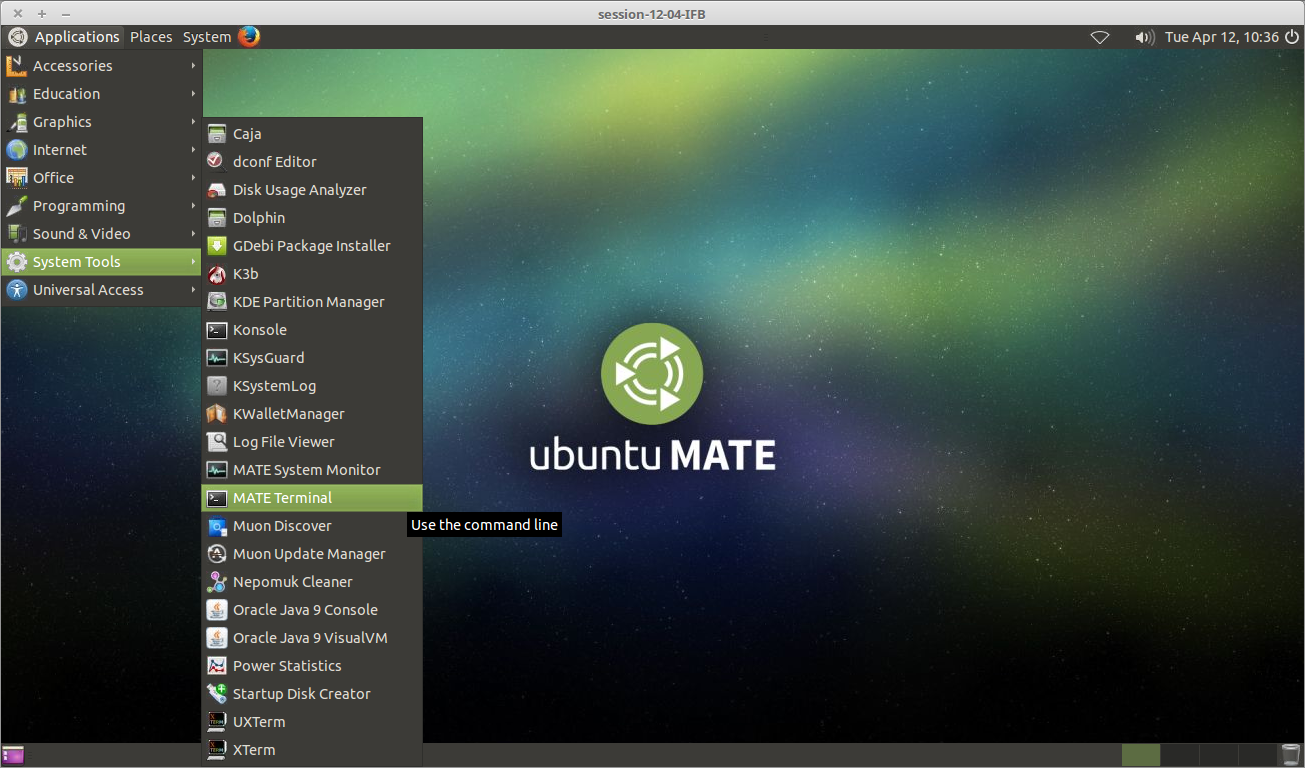 session-12-04-IFB
Applications Places System
Tue Apr 12, 10:36
Accessories
Education
Graphics
Internet
Office
Programming
Sound & Video
System Tools
Universal Access
Caja
dconf Editor
Disk Usage Analyzer
Dolphin
GDebi Package Installer
K3b
KDE Partition Manager
Konsole
KSysGuard
KSystemLog
KWalletManager
Log File Viewer
MATE System Monitor
MATE Terminal
Use the command line
Muon Discover
Muon Update Manager
Nepomuk Cleaner
Oracle Java 9 Console
Oracle Java 9 VisualVM
Power Statistics
Startup Disk Creator
UXTerm
XTerm
ubuntu MATE